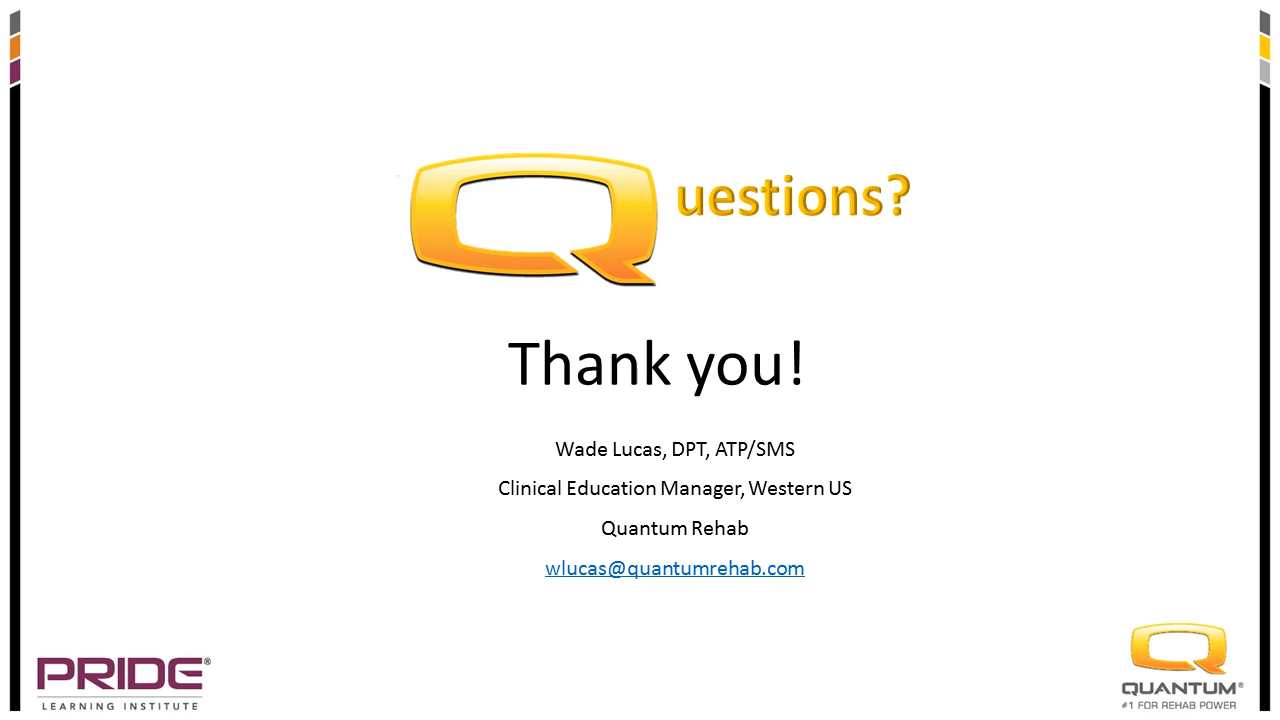 Questions?
Thank you!
Wade Lucas, DPT, ATP/SMS
Clinical Education Manager, Western US
Quantum Rehab
wlucas@quantumrehab.com
PRIDE®
LEARNING INSTITUTE
Q
QUANTUM®
#1 FOR REHAB POWER